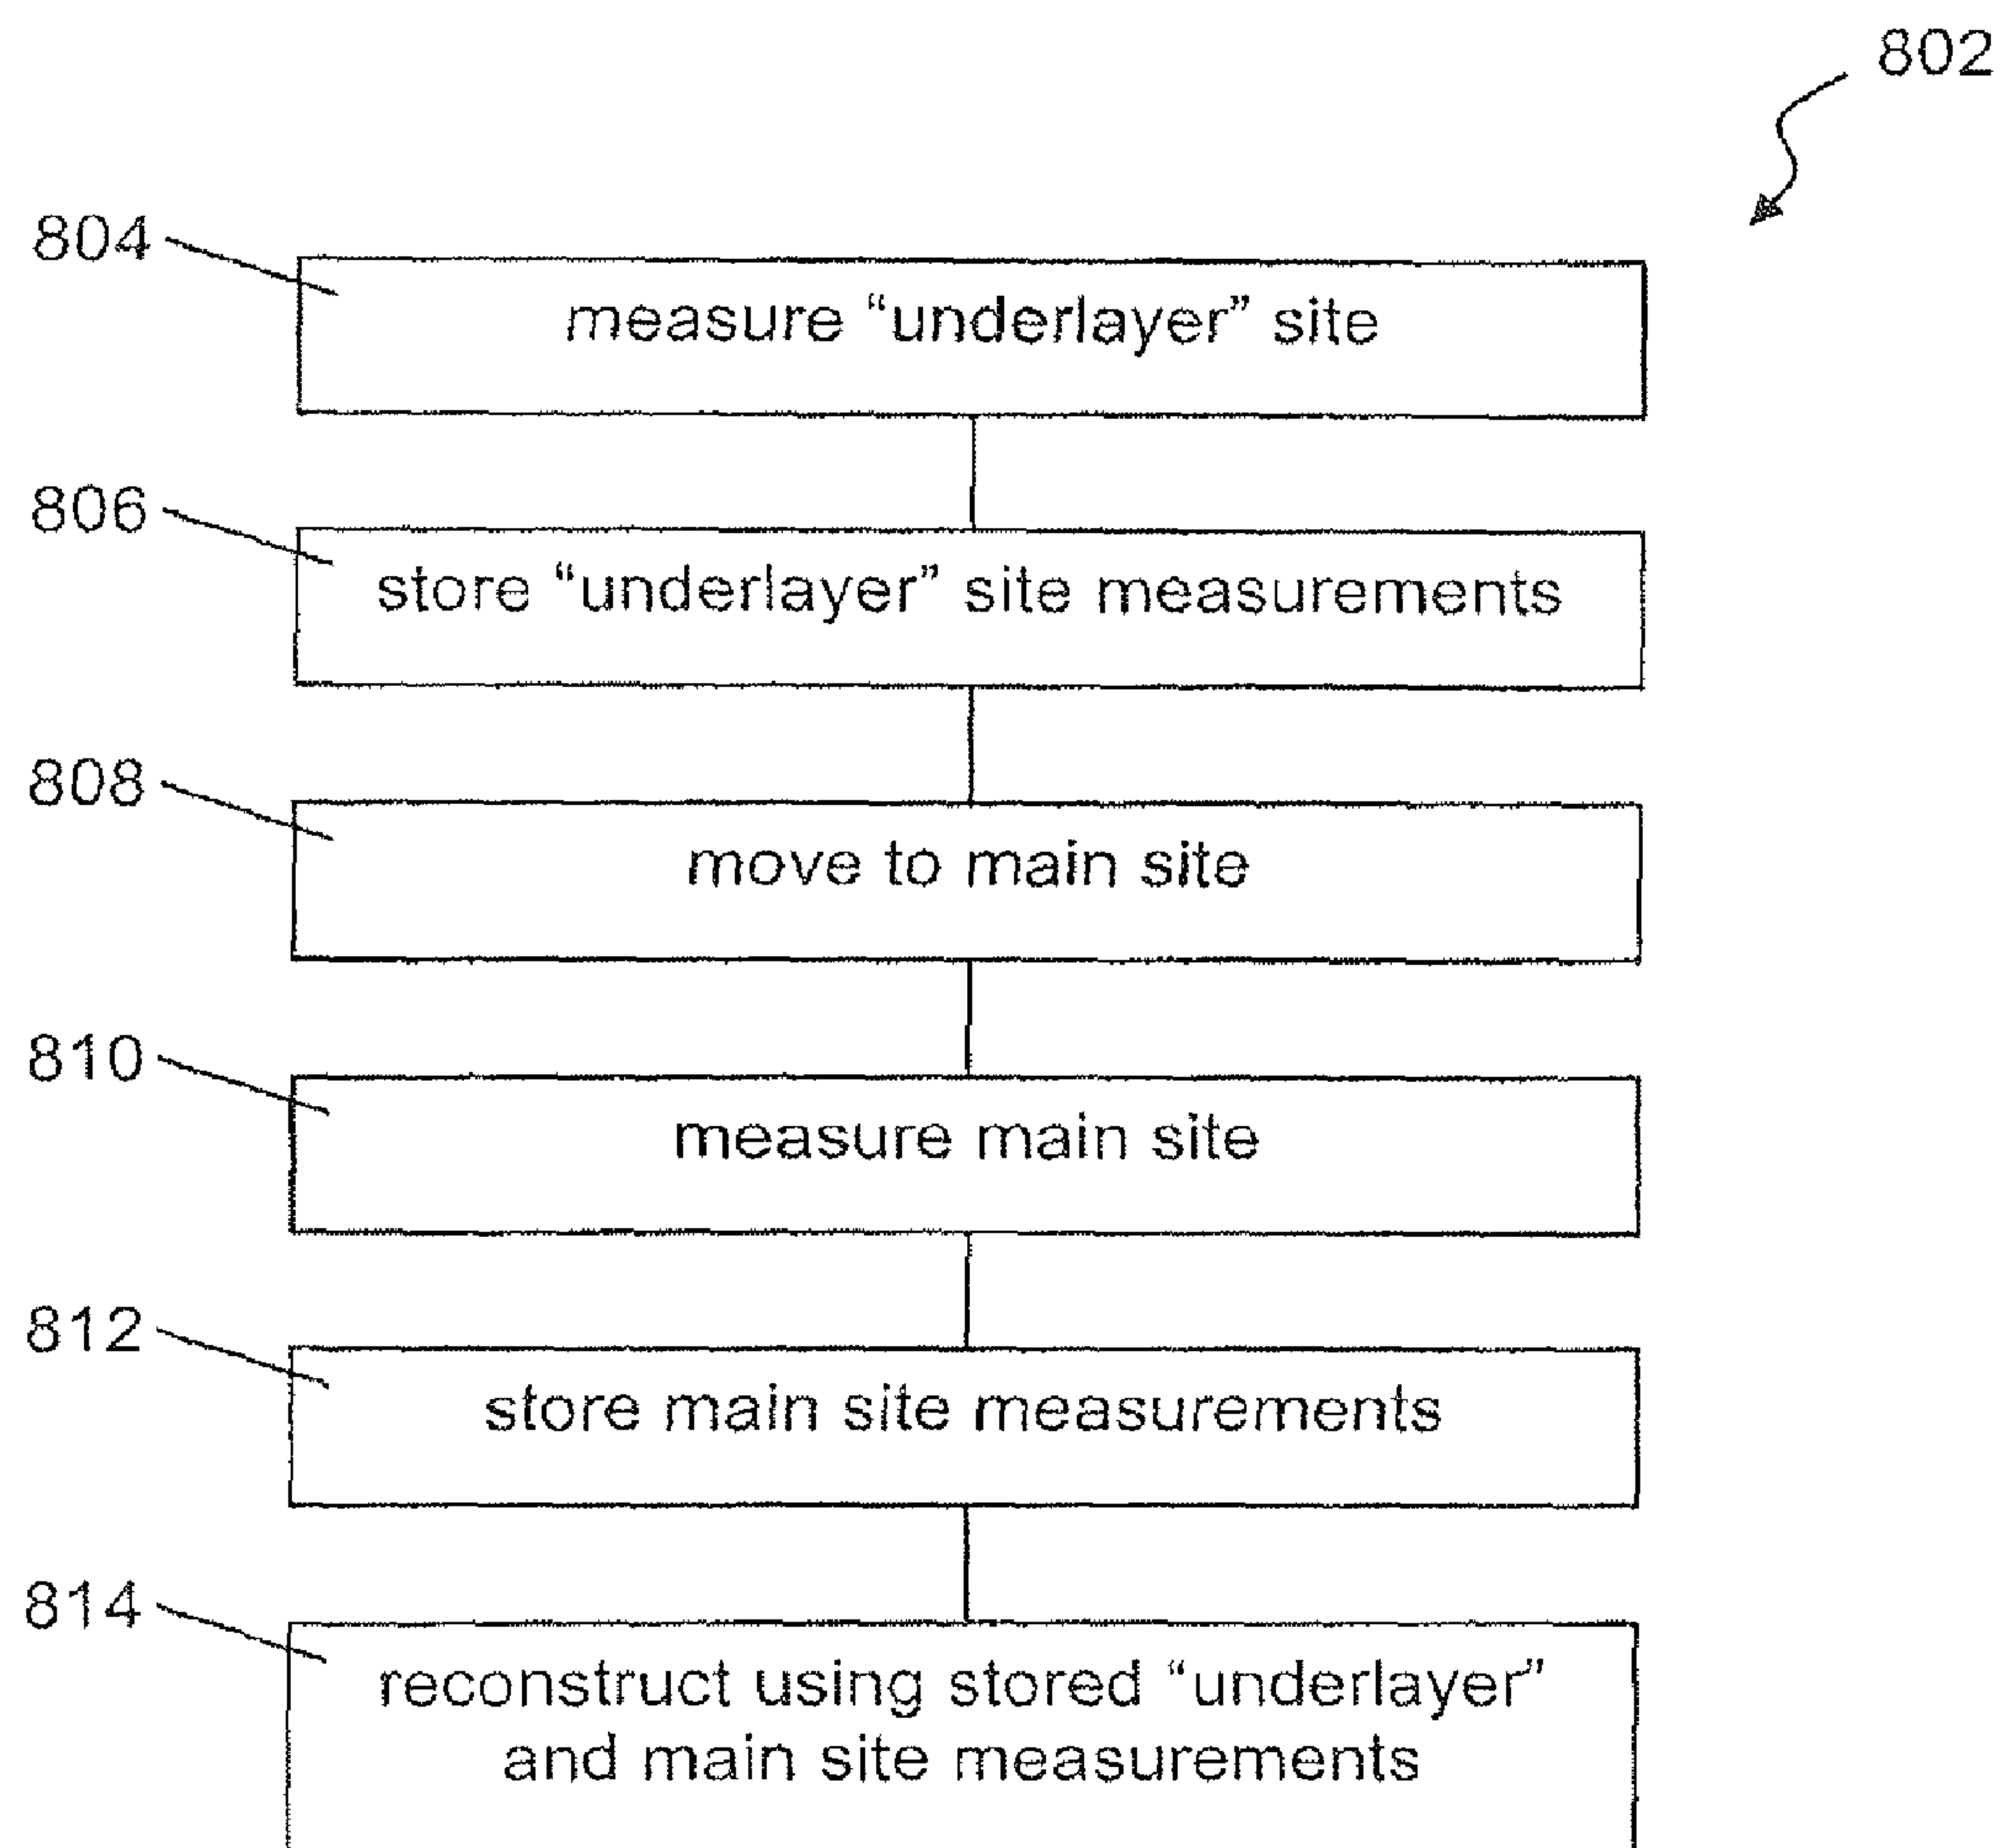 802
804
measure “underlayer” site
806
store “underlayer” site measurements
808
move to main site
810
measure main site
812
store main site measurements
814
reconstruct using stored “underlayer”
and main site measurements